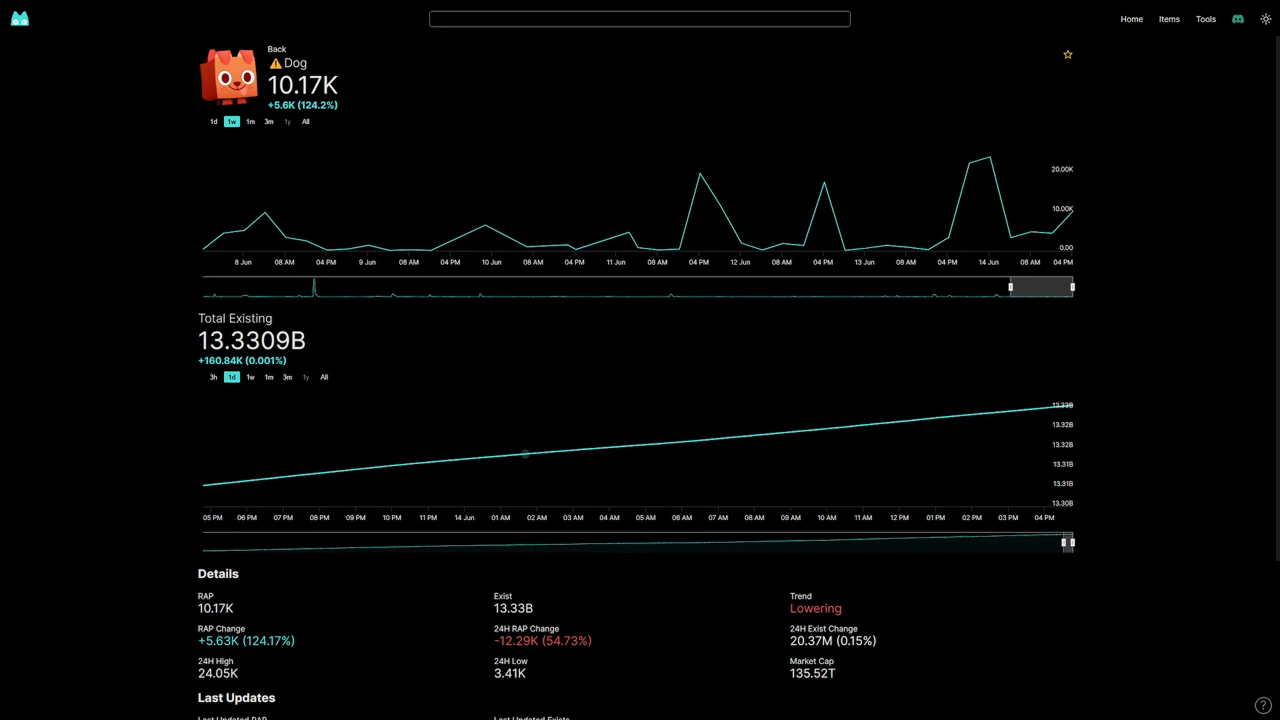 Home Items Tools
Back
Dog
10.17K
+5.6K (124.2%)
1d 1w 1m 3m 1y All
20.00K
10.00K
0.00
8 Jun 08 AM 04 PM 9 Jun 08 AM 04 PM 10 Jun 08 AM 04 PM 11 Jun 08 AM 04 PM 12 Jun 08 AM 04 PM 13 Jun 08 AM 04 PM 14 Jun 08 AM 04 PM
Total Existing
13.3309B
+160.84K (0.001%)
3h 1d 1w 1m 3m 1y All
13.33B
13.32B
13.32B
13.31B
13.31B
13.30B
05 PM 06 PM 07 PM 08 PM 09 PM 10 PM 11 PM 14 Jun 01 AM 02 AM 03 AM 04 AM 05 AM 06 AM 07 AM 08 AM 09 AM 10 AM 11 AM 12 PM 01 PM 02 PM 03 PM 04 PM
Details
RAP Exist Trend
10.17K 13.33B Lowering
RAP Change 24H RAP Change 24H Exist Change
+5.63K (124.17%) -12.29K (54.73%) 20.37M (0.15%)
24H High 24H Low Market Cap
24.05K 3.41K 135.52T
Last Updates
Last Updated RAP Last Updated Exists
?